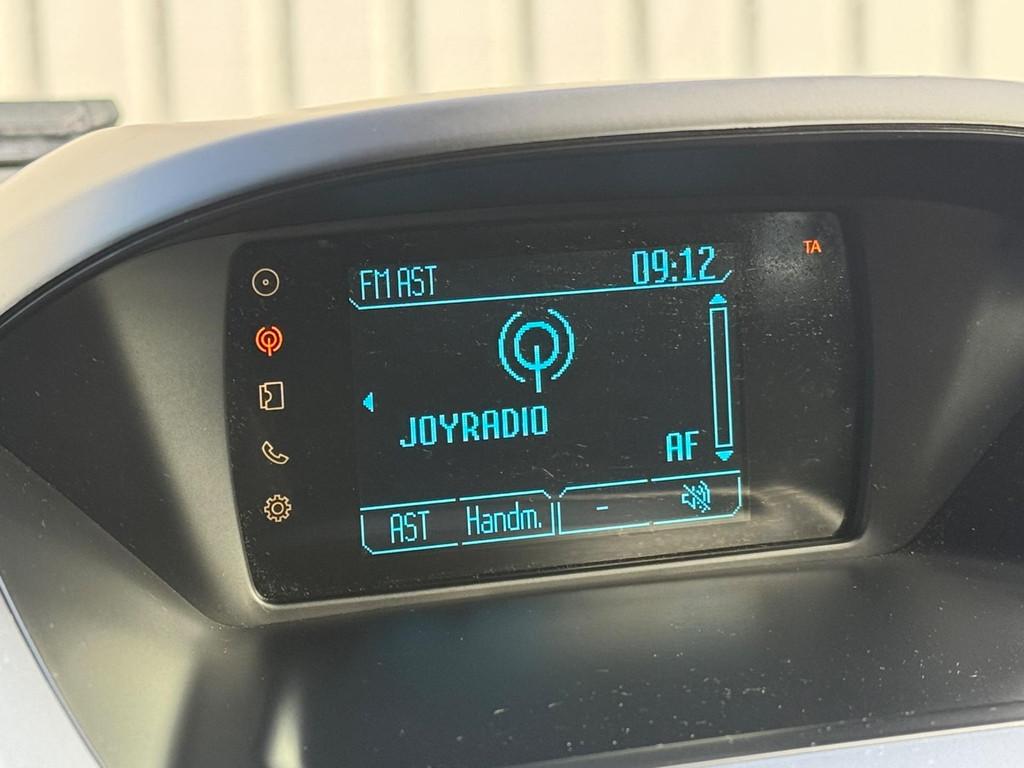 TA
FM AST 09:12
JOYRADIO
AF
AST Handm. -